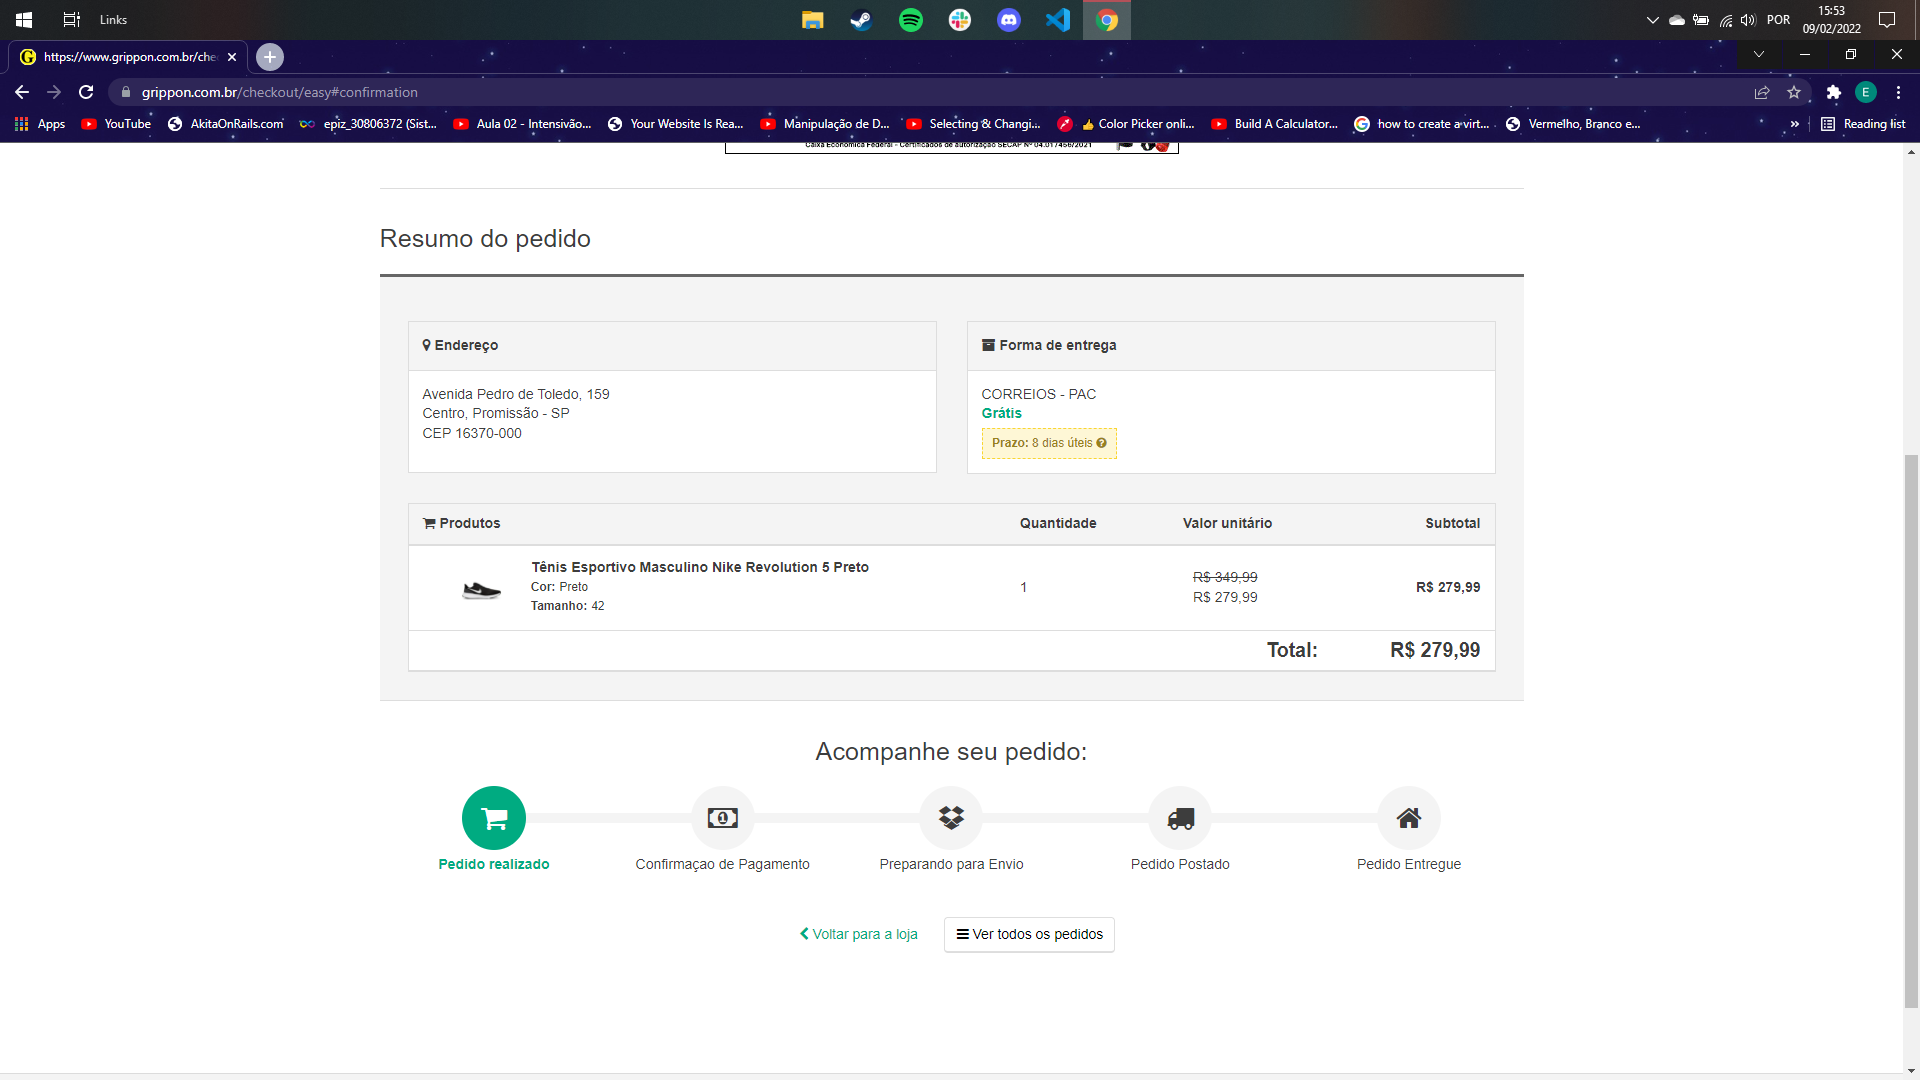 Links
POR
15:53
09/02/2022
https://www.grippon.com.br/che
grippon.com.br/checkout/easy#confirmation
E
Apps
YouTube
AkitaOnRails.com
epiz_30806372 (Sist...
Aula 02 - Intensivão...
Your Website Is Rea...
Manipulação de D...
Selecting & Changi...
Color Picker onli...
Build A Calculator...
how to create a virt...
Vermelho, Branco e...
»
Reading list
Caixa Econômica Federal - Certificados de autorização SECAP Nº 04.017456/2021
Resumo do pedido
Endereço
Avenida Pedro de Toledo, 159
Centro, Promissão - SP
CEP 16370-000
Forma de entrega
CORREIOS - PAC
Grátis
Prazo: 8 dias úteis
Produtos
Quantidade
Valor unitário
Subtotal
Tênis Esportivo Masculino Nike Revolution 5 Preto
Cor: Preto
Tamanho: 42
1
R$ 349,99
R$ 279,99
R$ 279,99
Total:
R$ 279,99
Acompanhe seu pedido:
Pedido realizado
Confirmaçao de Pagamento
Preparando para Envio
Pedido Postado
Pedido Entregue
Voltar para a loja
Ver todos os pedidos